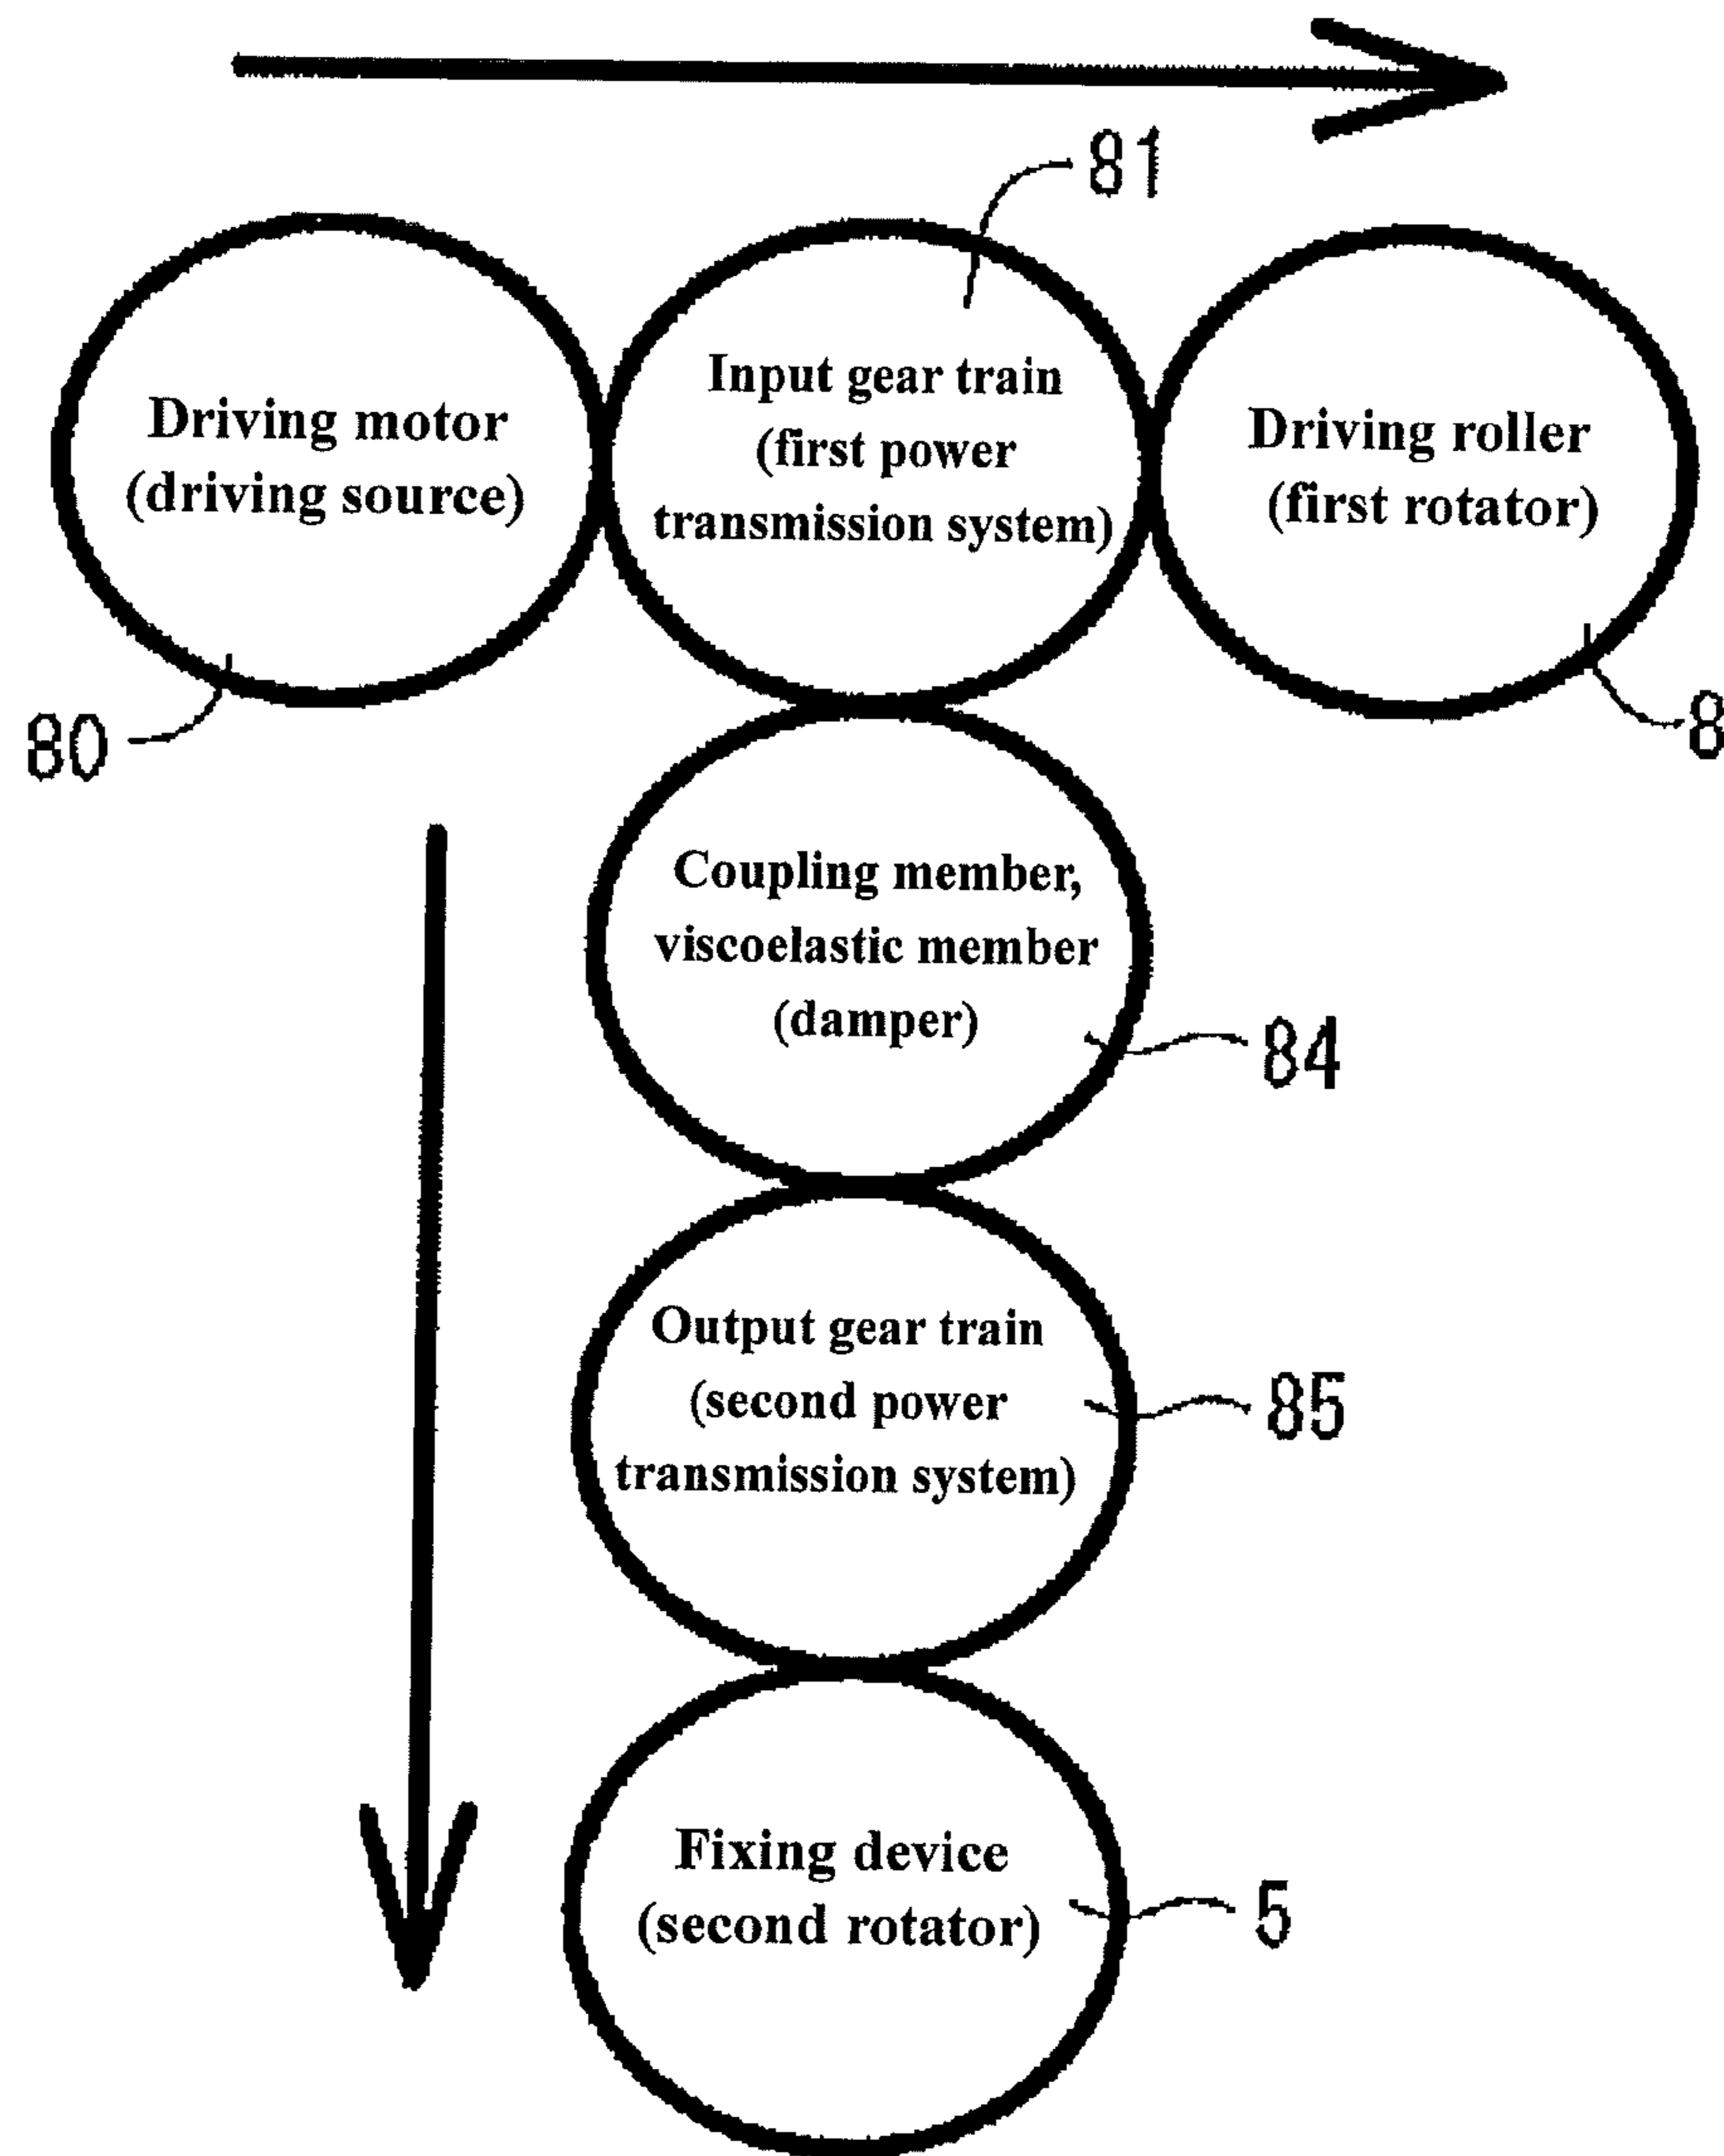 81
Driving motor
(driving source)
Input gear train
(first power
transmission system)
Driving roller
(first rotator)
80
8
Coupling member,
viscoelastic member
(damper)
84
Output gear train
(second power
transmission system)
85
Fixing device
(second rotator)
5